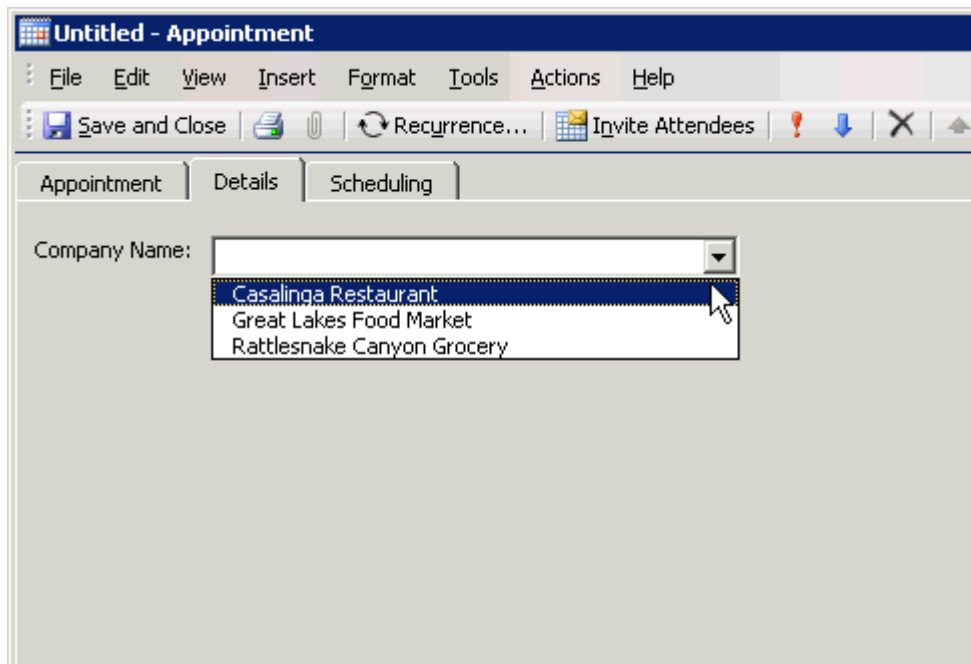 Untitled - Appointment
File Edit View Insert Format Tools Actions Help
Save and Close Recurrence... Invite Attendees
Appointment Details Scheduling
Company Name:
Casalinga Restaurant
Great Lakes Food Market
Rattlesnake Canyon Grocery